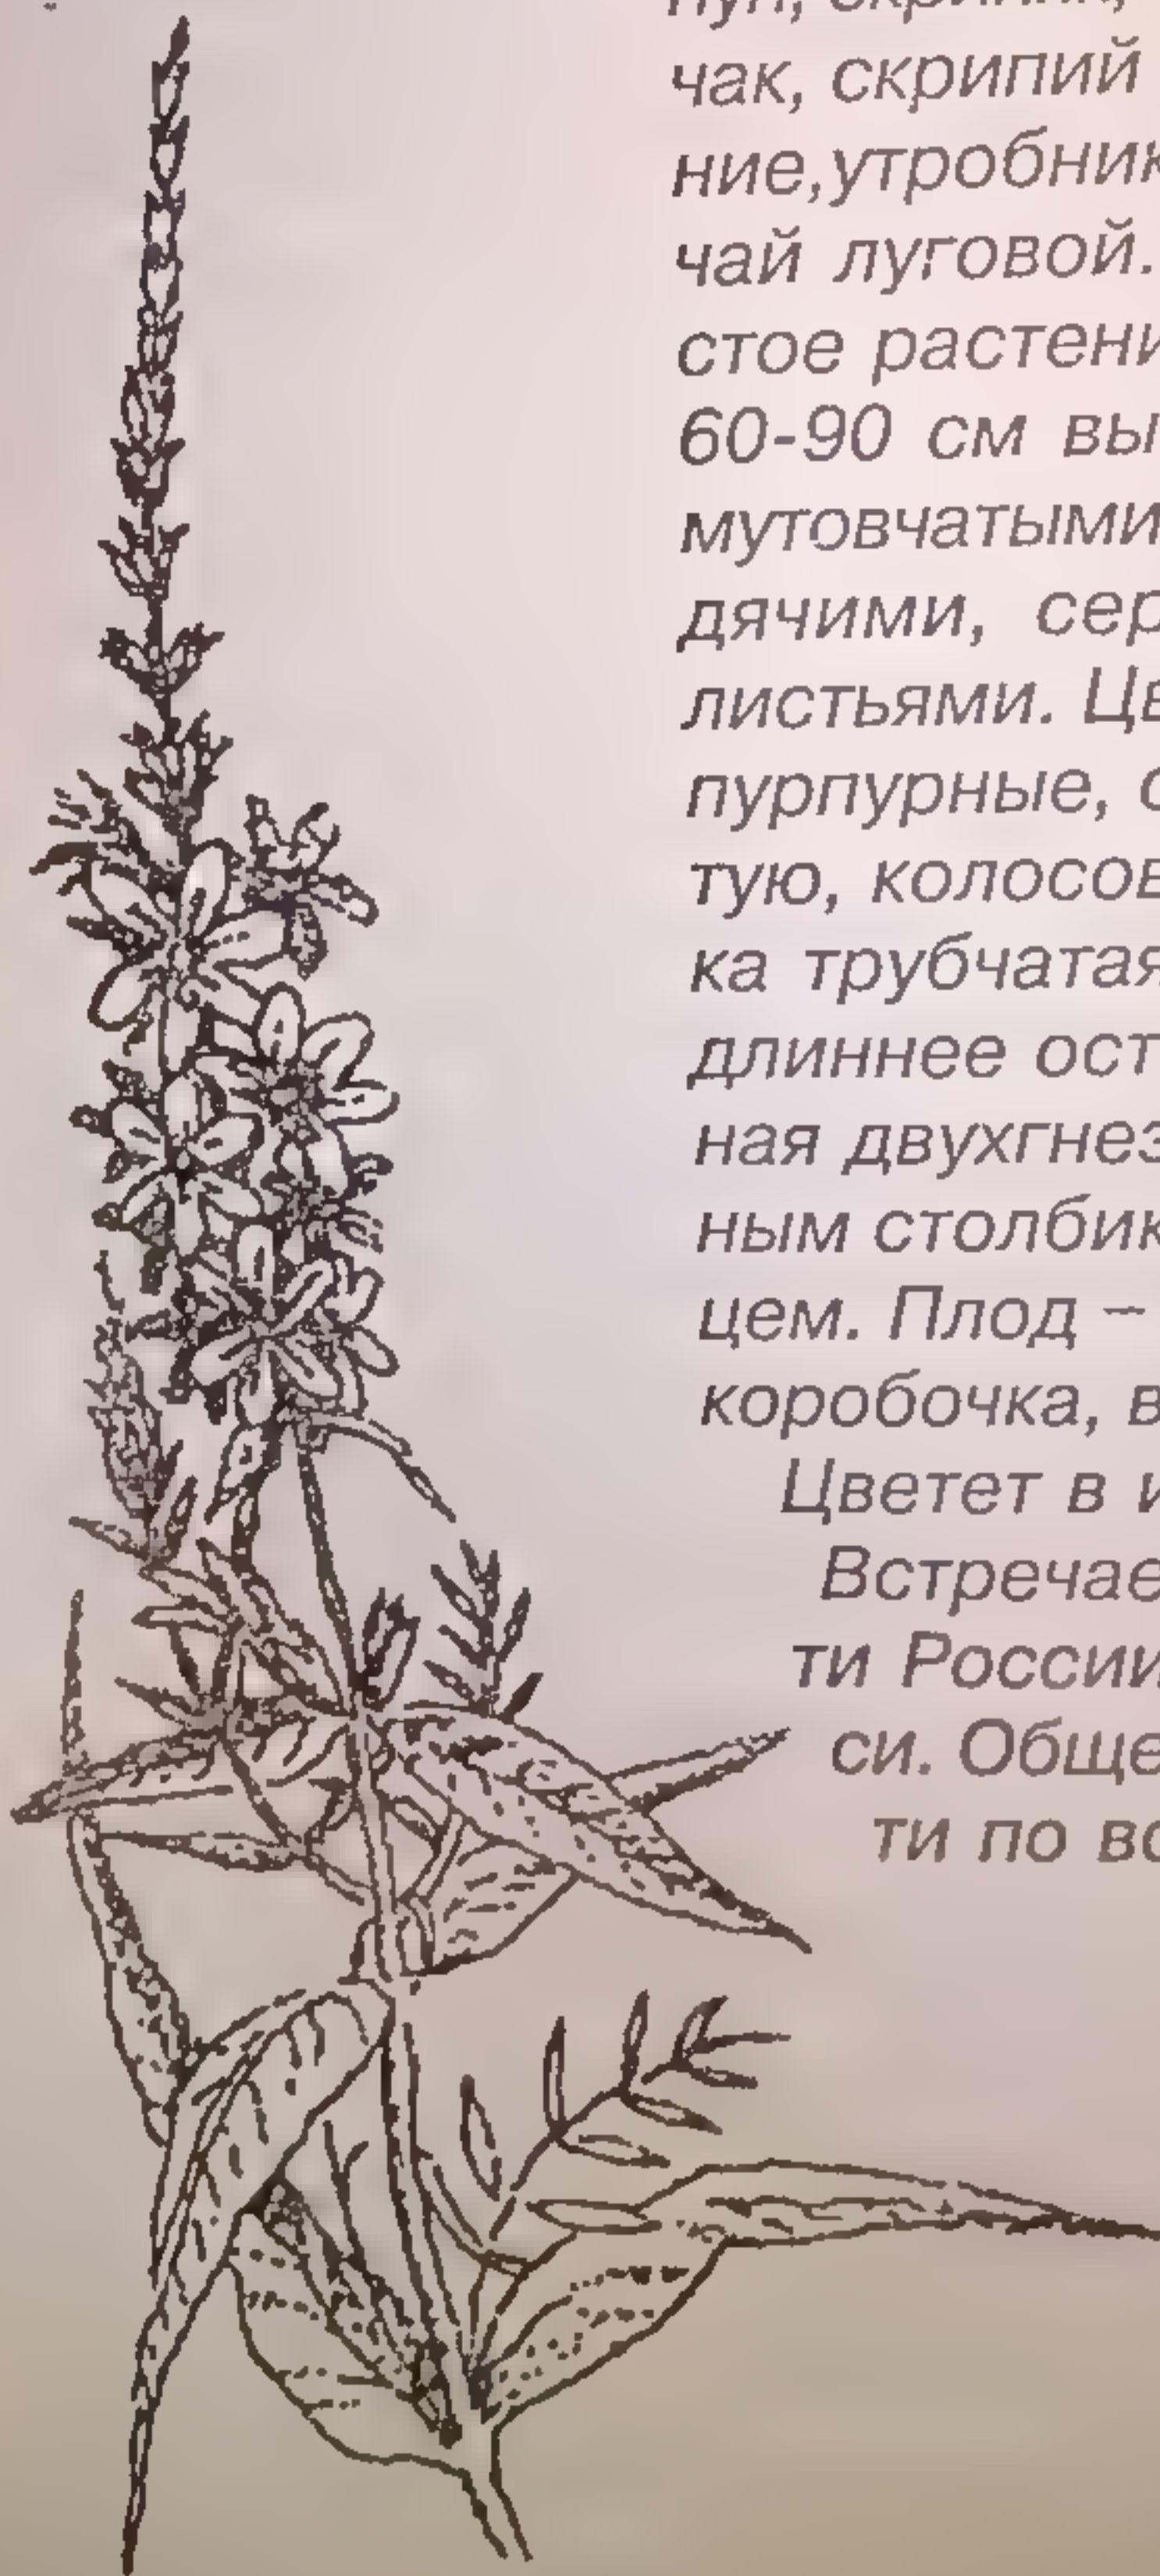 чак, скрипий
ние,утробник
чай луговой.
стое растени
60-90 см вы
мутовчатыми
дячими, сер
листьями. Цв
пурпурные, с
тую, колосов
ка трубчатая
длиннее ост
ная двухгнез
ным столбик
цем. Плод –
коробочка, в
Цветет в и
Встречае
ти России
си. Обще
ти по во